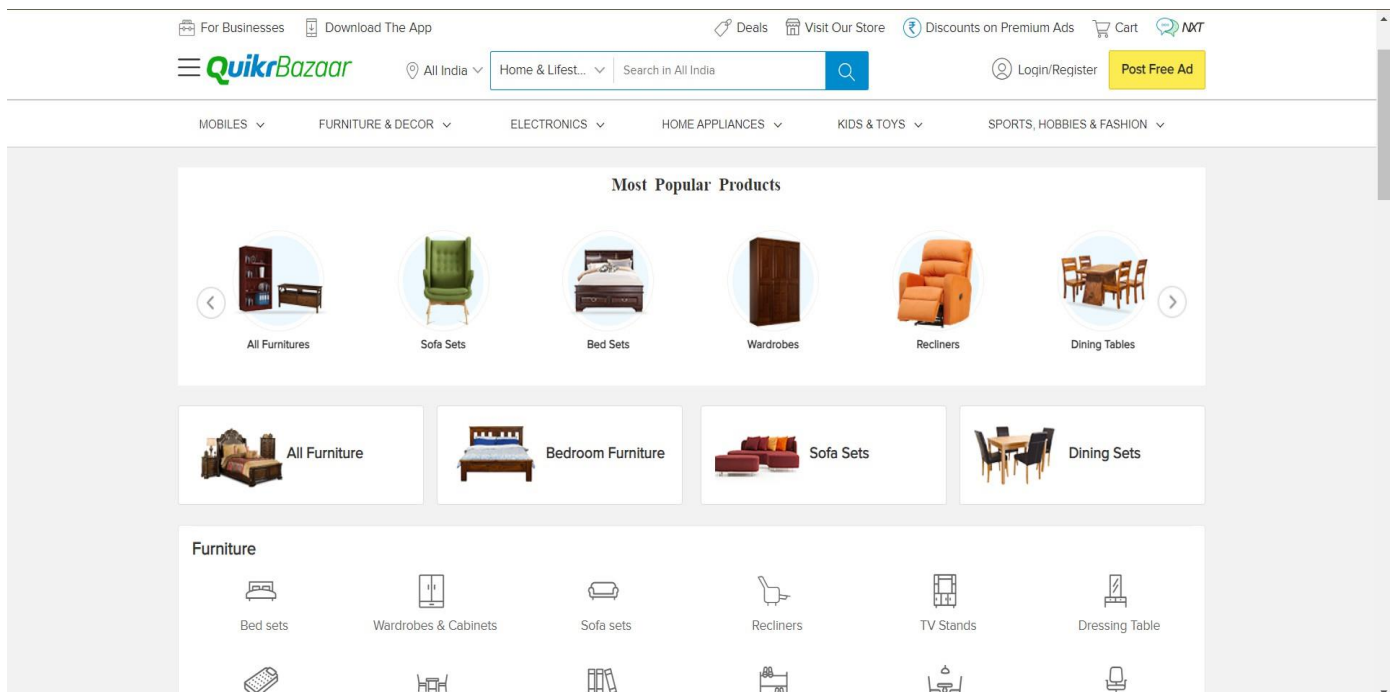 For Businesses Download The App Deals Visit Our Store Discounts on Premium Ads Cart NXT
QuikrBazaar All India Home & Lifest... Search in All India Login/Register Post Free Ad
MOBILES FURNITURE & DECOR ELECTRONICS HOME APPLIANCES KIDS & TOYS SPORTS, HOBBIES & FASHION
Most Popular Products
All Furnitures Sofa Sets Bed Sets Wardrobes Recliners Dining Tables
All Furniture Bedroom Furniture Sofa Sets Dining Sets
Furniture
Bed sets Wardrobes & Cabinets Sofa sets Recliners TV Stands Dressing Table